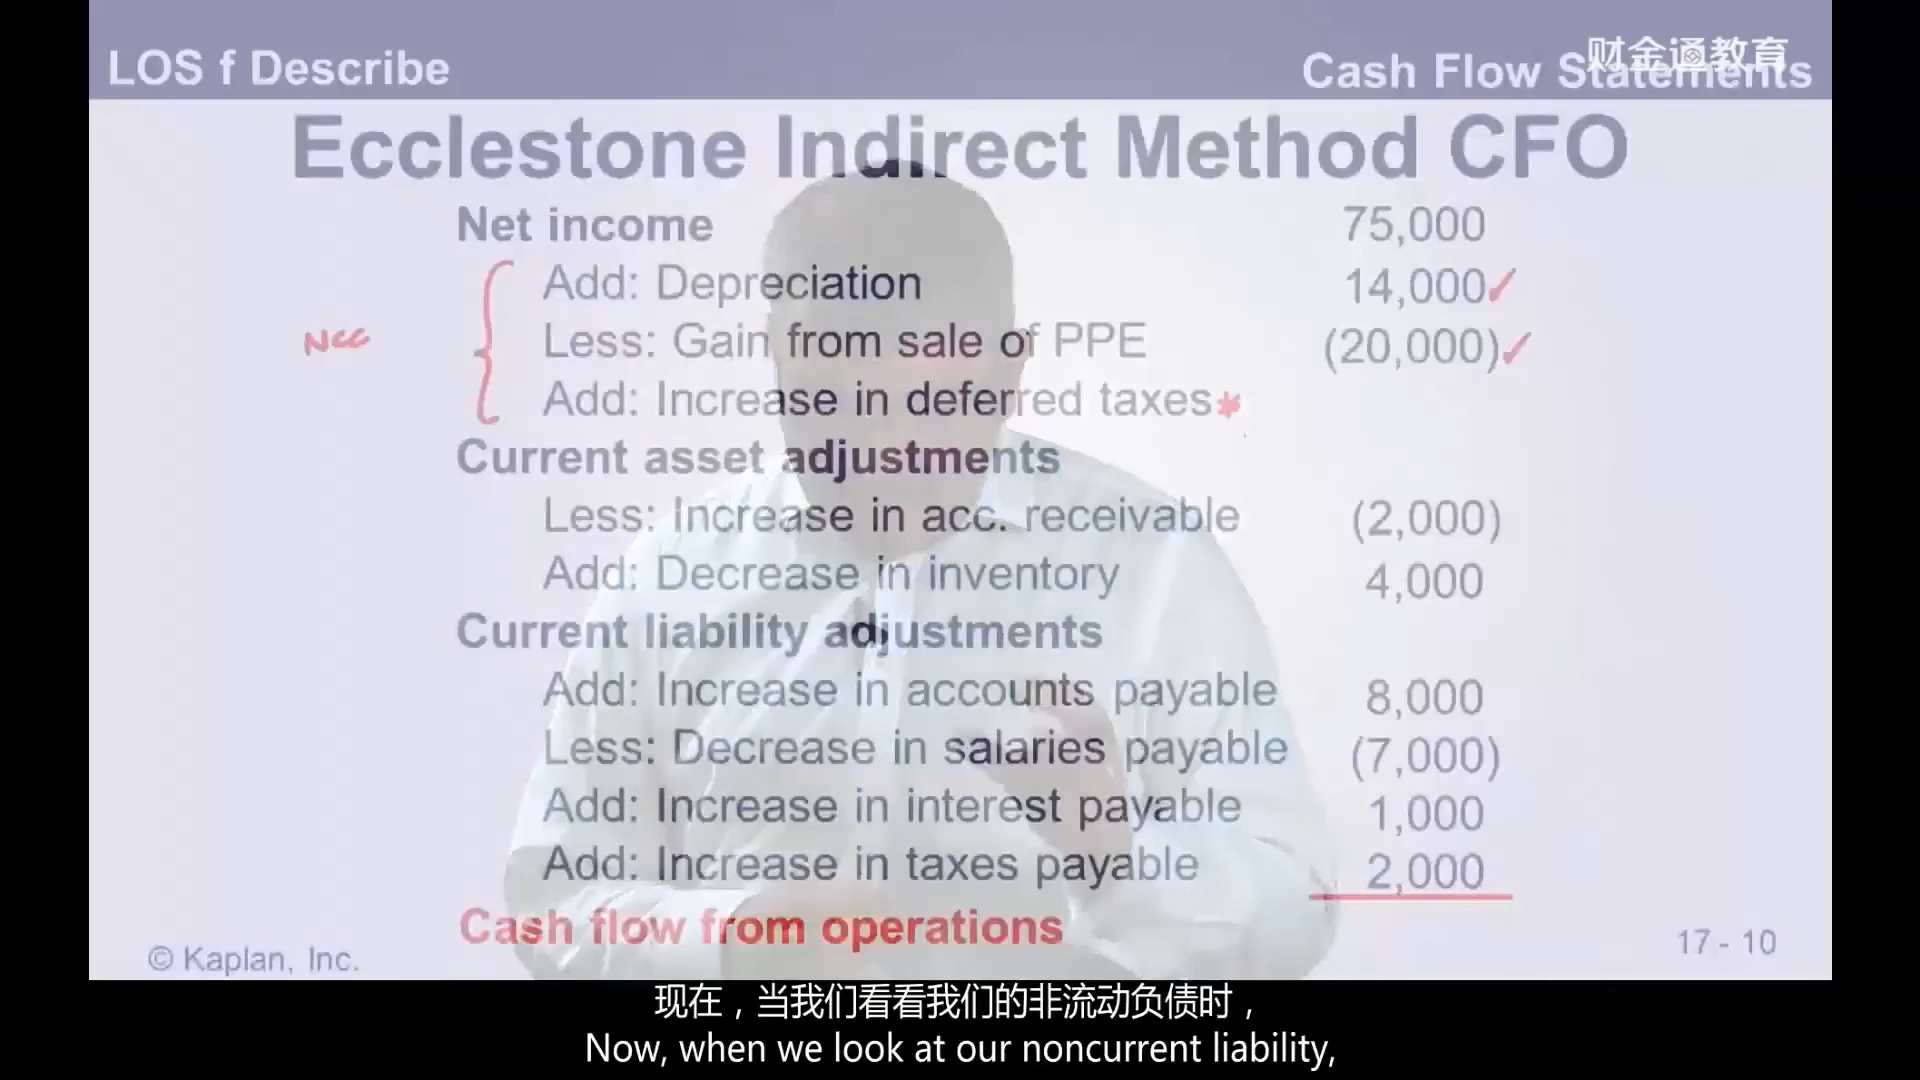 LOS f Describe
Cash Flow Statements
财金通教育
Ecclestone Indirect Method CFO
Net income 75,000
Add: Depreciation 14,000✓
NCC
Less: Gain from sale of PPE (20,000)✓
Add: Increase in deferred taxes*
Current asset adjustments
Less: Increase in acc. receivable (2,000)
Add: Decrease in inventory 4,000
Current liability adjustments
Add: Increase in accounts payable 8,000
Less: Decrease in salaries payable (7,000)
Add: Increase in interest payable 1,000
Add: Increase in taxes payable 2,000
Cash flow from operations
© Kaplan, Inc.
17 - 10
现在，当我们看看我们的非流动负债时，
Now, when we look at our noncurrent liability,